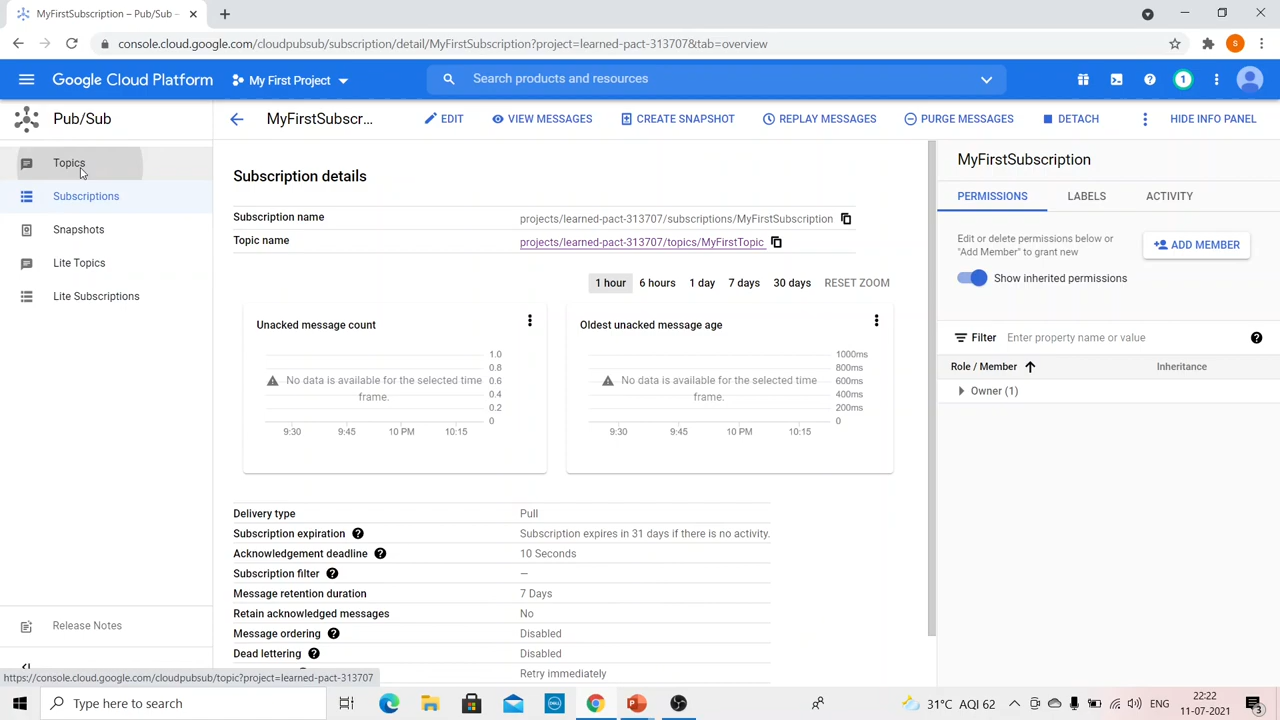 MyFirstSubscription – Pub/Sub –
console.cloud.google.com/cloudpubsub/subscription/detail/MyFirstSubscription?project=learned-pact-313707&tab=overview
S
Google Cloud Platform
My First Project
Search products and resources
1
Pub/Sub
MyFirstSubscr...
EDIT
VIEW MESSAGES
CREATE SNAPSHOT
REPLAY MESSAGES
PURGE MESSAGES
DETACH
HIDE INFO PANEL
Topics
Subscriptions
Snapshots
Lite Topics
Lite Subscriptions
Release Notes
Subscription details
Subscription name projects/learned-pact-313707/subscriptions/MyFirstSubscription
Topic name projects/learned-pact-313707/topics/MyFirstTopic
1 hour 6 hours 1 day 7 days 30 days RESET ZOOM
Unacked message count
1.0
0.8
0.6
0.4
0.2
0
No data is available for the selected time
frame.
9:30 9:45 10 PM 10:15
Oldest unacked message age
1000ms
800ms
600ms
400ms
200ms
0
No data is available for the selected time
frame.
9:30 9:45 10 PM 10:15
Delivery type Pull
Subscription expiration Subscription expires in 31 days if there is no activity.
Acknowledgement deadline 10 Seconds
Subscription filter —
Message retention duration 7 Days
Retain acknowledged messages No
Message ordering Disabled
Dead lettering Disabled
Retry immediately
MyFirstSubscription
PERMISSIONS LABELS ACTIVITY
Edit or delete permissions below or
"Add Member" to grant new
ADD MEMBER
Show inherited permissions
Filter Enter property name or value
Role / Member Inheritance
Owner (1)
https://console.cloud.google.com/cloudpubsub/topic?project=learned-pact-313707
Type here to search
DELL
31°C AQI 62
ENG
22:22
11-07-2021
3